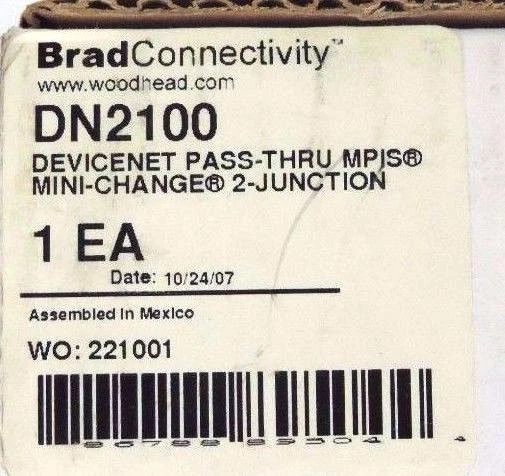 BradConnectivity™
www.woodhead.com
DN2100
DEVICENET PASS-THRU MPIS®
MINI-CHANGE® 2-JUNCTION
1 EA
Date: 10/24/07
Assembled In Mexico
WO: 221001